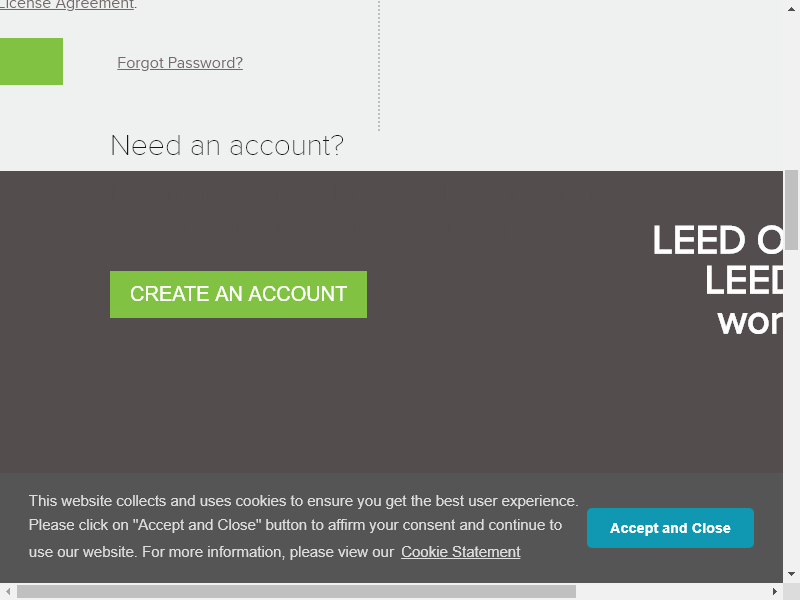 License Agreement.
Forgot Password?
Need an account?
LEED O
LEED
CREATE AN ACCOUNT
wor
This website collects and uses cookies to ensure you get the best user experience.
Please click on "Accept and Close" button to affirm your consent and continue to
use our website. For more information, please view our Cookie Statement
Accept and Close